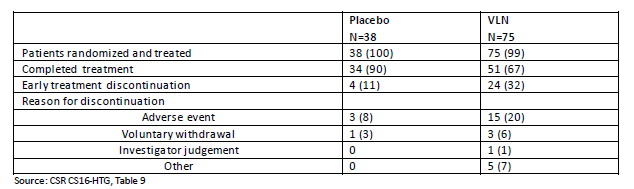 Placebo VLN
N=38 N=75
Patients randomized and treated 38 (100) 75 (99)
Completed treatment 34 (90) 51 (67)
Early treatment discontinuation 4 (11) 24 (32)
Reason for discontinuation
Adverse event 3 (8) 15 (20)
Voluntary withdrawal 1 (3) 3 (6)
Investigator judgement 0 1 (1)
Other 0 5 (7)
Source: CSR CS16-HTG, Table 9